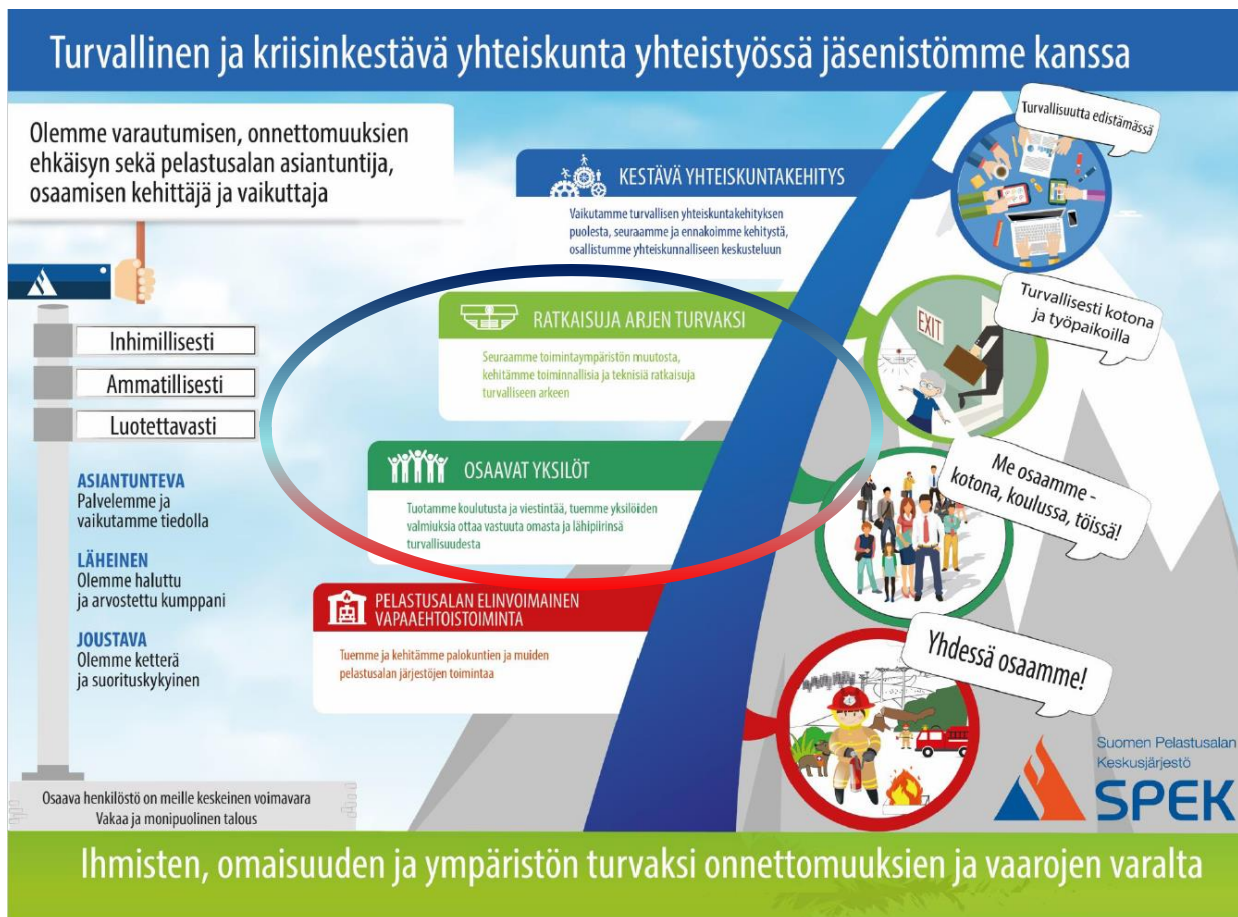 Turvallinen ja kriisinkestävä yhteiskunta yhteistyössä jäsenistömme kanssa
Olemme varautumisen, onnettomuuksien
ehkäisyn sekä pelastusalan asiantuntija,
osaamisen kehittäjä ja vaikuttaja
Inhimillisesti
Ammatillisesti
Luotettavasti
ASIANTUNTEVA
Palvelemme ja
vaikutamme tiedolla
LÄHEINEN
Olemme haluttu
ja arvostettu kumppani
JOUSTAVA
Olemme ketterä
ja suorituskykyinen
Osaava henkilöstö on meille keskeinen voimavara
Vakaa ja monipuolinen talous
KESTÄVÄ YHTEISKUNTAKEHITYS
Vaikutamme turvallisen yhteiskuntakehityksen
puolesta, seuraamme ja ennakoimme kehitystä,
osallistumme yhteiskunnalliseen keskusteluun
Turvallisuutta edistämässä
RATKAISUJA ARJEN TURVAKSI
Seuraamme toimintaympäristön muutosta,
kehitämme toiminnallisia ja teknisiä ratkaisuja
turvalliseen arkeen
EXIT
Turvallisesti kotona
ja työpaikoilla
OSAAVAT YKSILÖT
Tuotamme koulutusta ja viestintää, tuemme yksilöiden
valmiuksia ottaa vastuuta omasta ja lähipiirinsä
turvallisuudesta
Me osaamme -
kotona, koulussa, töissä!
PELASTUSALAN ELINVOIMAINEN
VAPAAEHTOISTOIMINTA
Tuemme ja kehitämme palokuntien ja muiden
pelastusalan järjestöjen toimintaa
Yhdessä osaamme!
Suomen Pelastusalan
Keskusjärjestö
SPEK
Ihmisten, omaisuuden ja ympäristön turvaksi onnettomuuksien ja vaarojen varalta